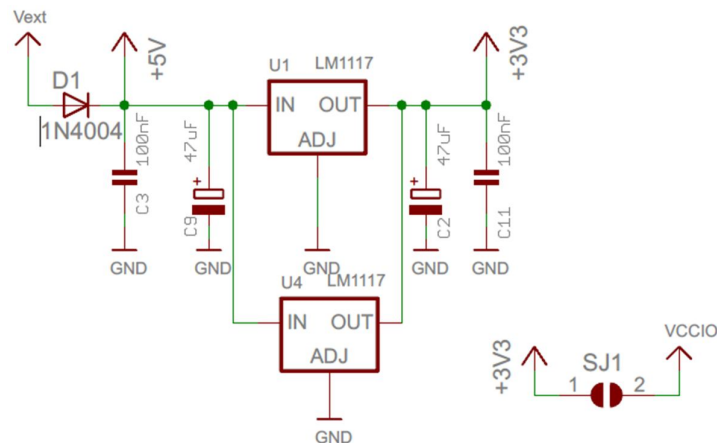 Vext
D1
1N4004
+5V
100nF
C3
GND
47uF
+
C9
GND
U1
LM1117
IN
OUT
ADJ
GND
+3V3
47uF
+
C2
GND
100nF
C11
GND
U4
LM1117
IN
OUT
ADJ
GND
+3V3
SJ1
1
2
VCCIO